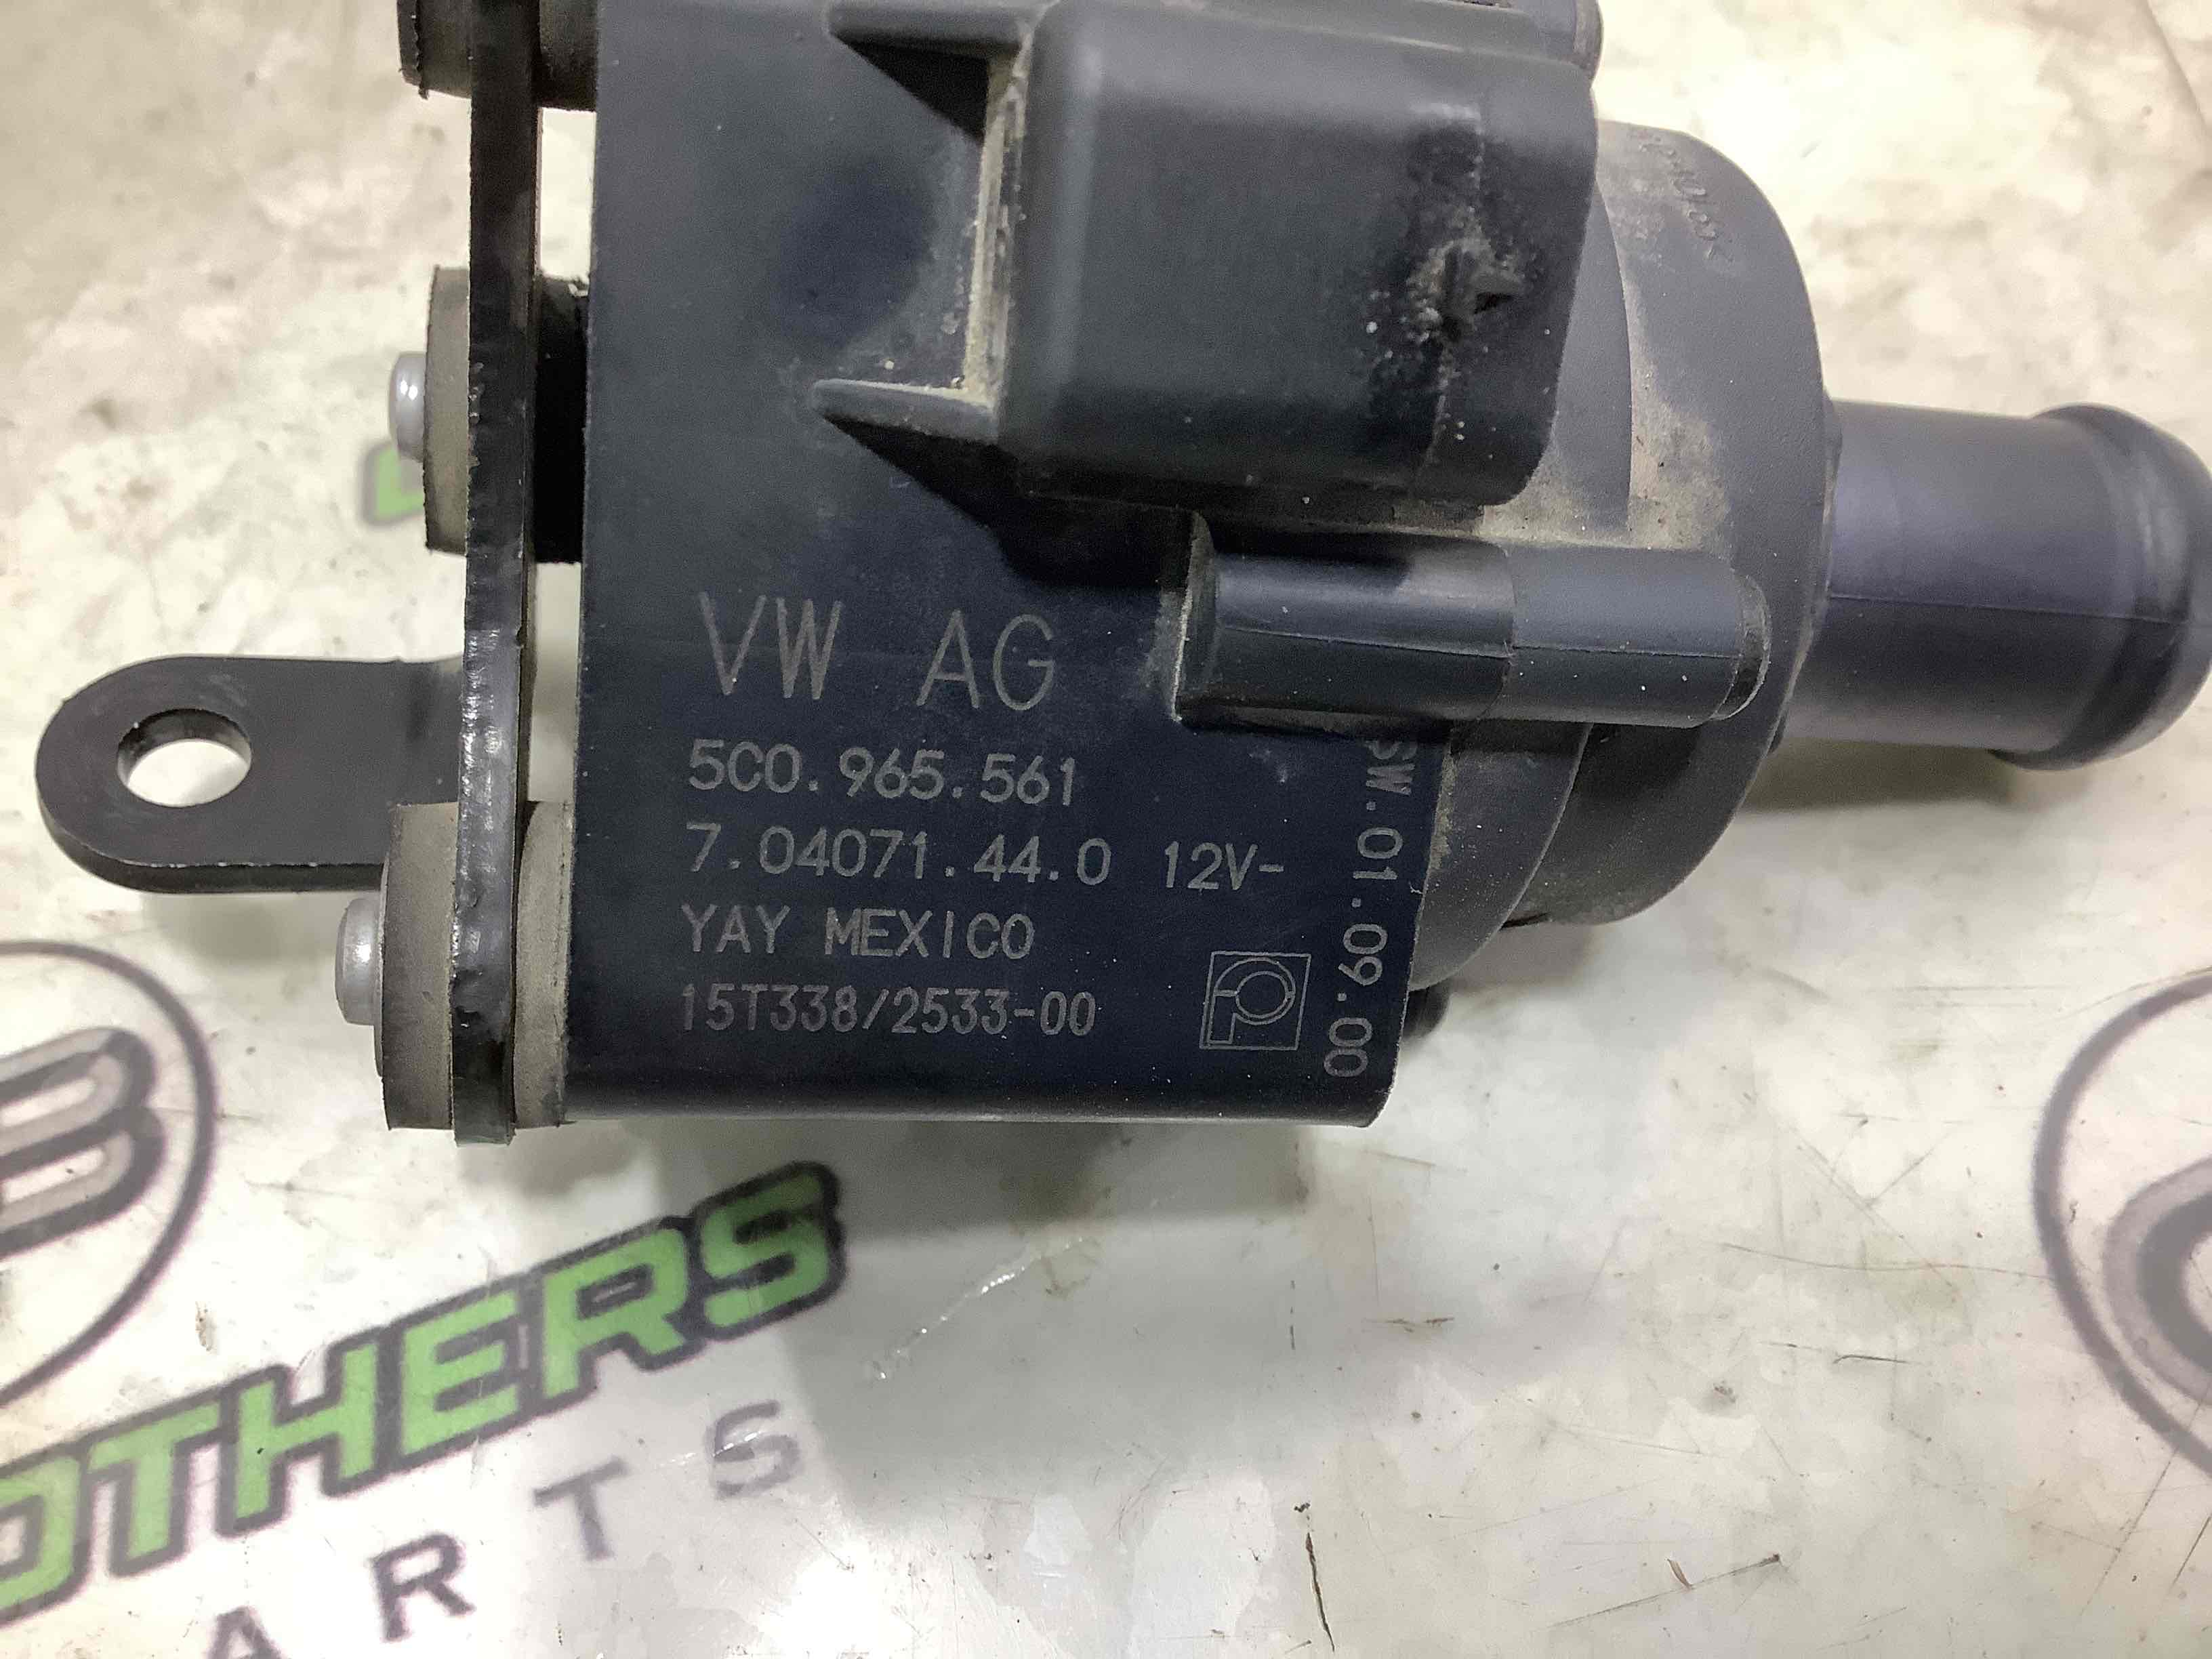 VW AG
5C0.965.561
7.04071.44.0 12V-
YAY MEXICO
15T338/2533-00
SW.01.09.00
OTHERS
ARTS